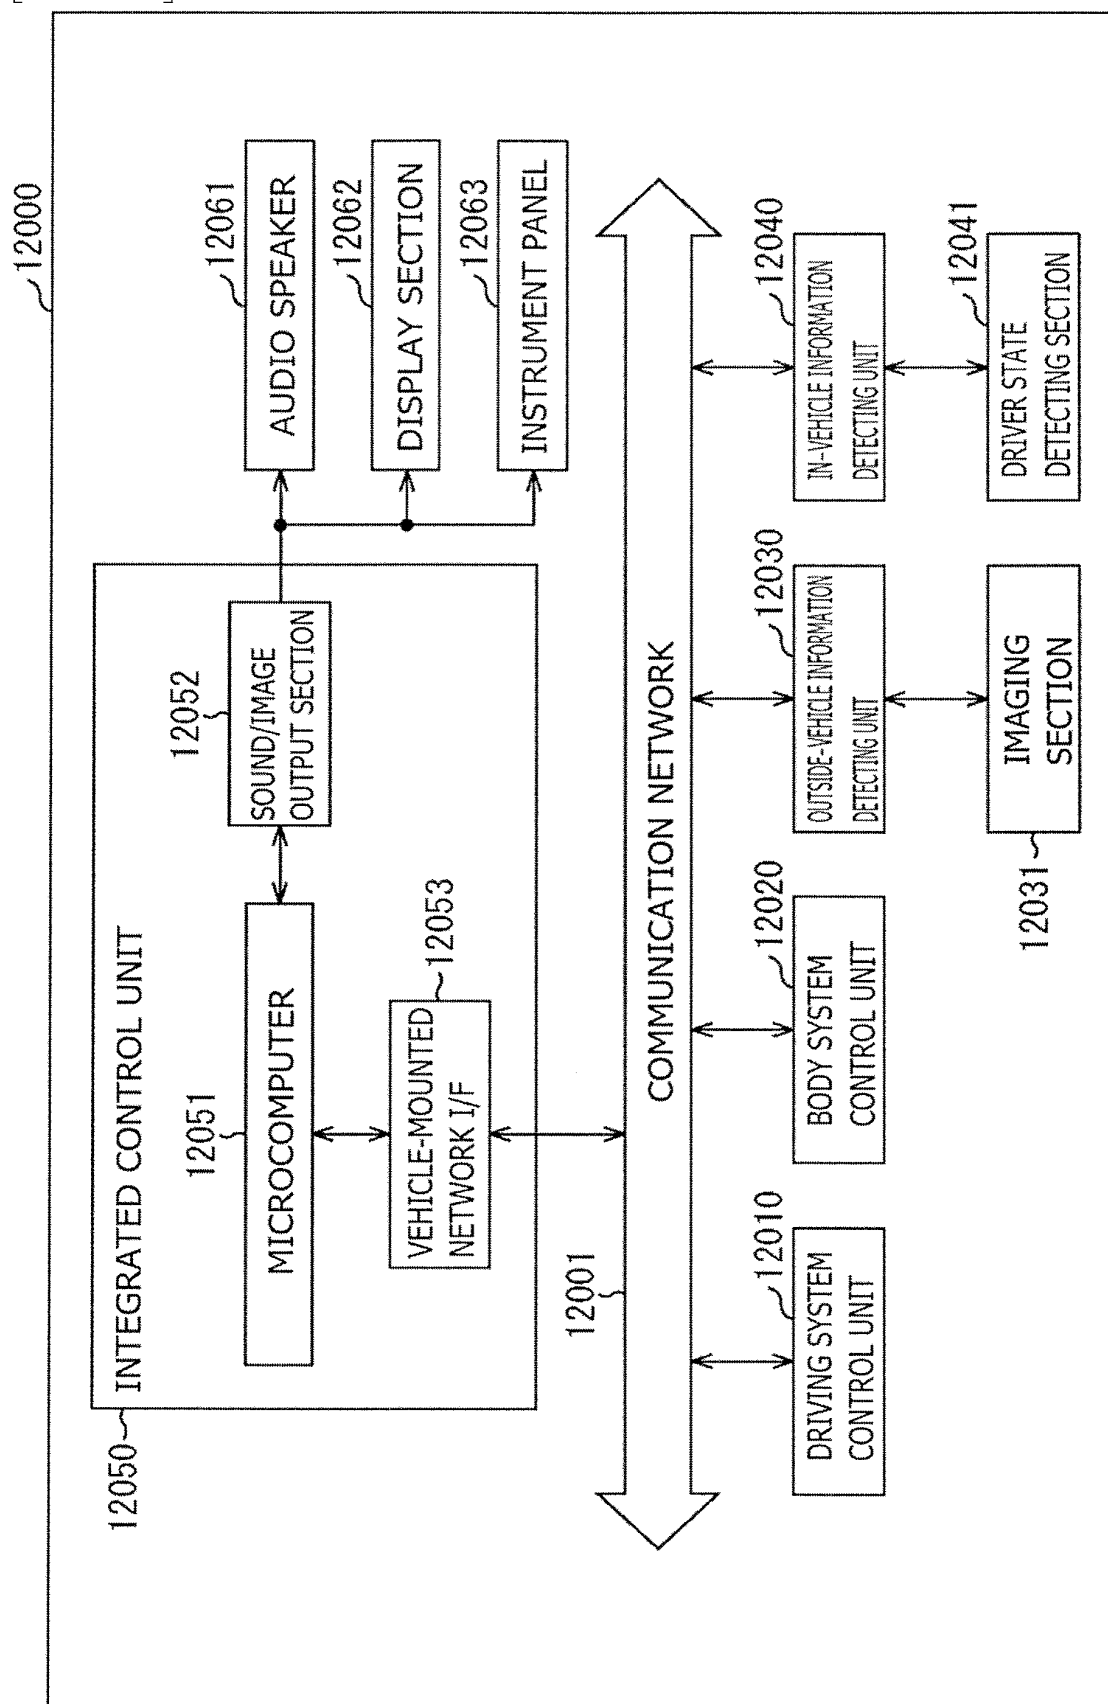 12000
12050
INTEGRATED CONTROL UNIT
12051
MICROCOMPUTER
12052
SOUND/IMAGE
OUTPUT SECTION
12053
VEHICLE-MOUNTED
NETWORK I/F
12061
AUDIO SPEAKER
12062
DISPLAY SECTION
12063
INSTRUMENT PANEL
12001
COMMUNICATION NETWORK
12010
DRIVING SYSTEM
CONTROL UNIT
12020
BODY SYSTEM
CONTROL UNIT
12030
OUTSIDE-VEHICLE INFORMATION
DETECTING UNIT
12040
IN-VEHICLE INFORMATION
DETECTING UNIT
12031
IMAGING
SECTION
12041
DRIVER STATE
DETECTING SECTION